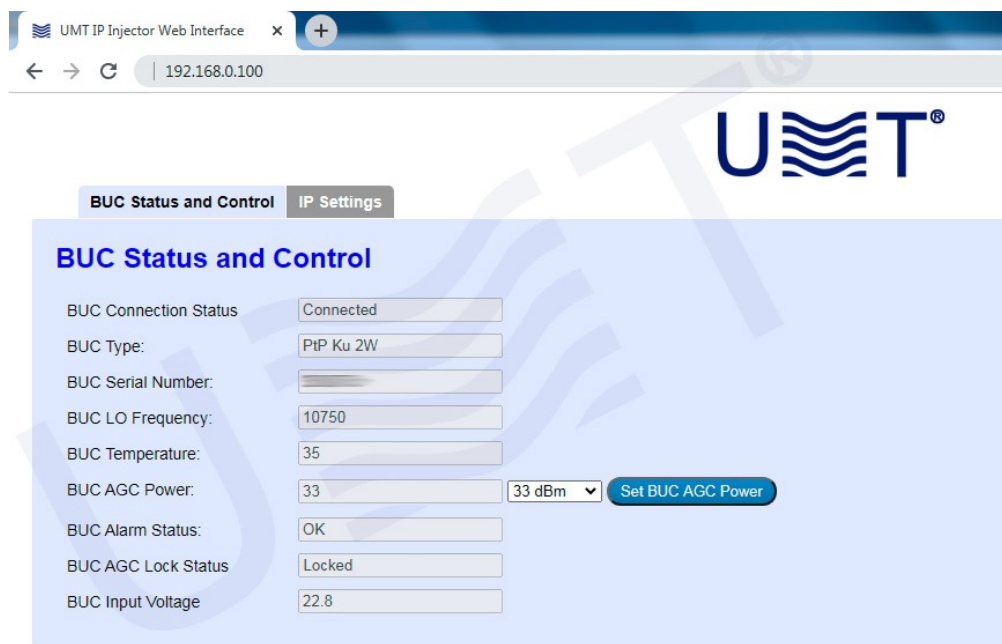 UMT IP Injector Web Interface
192.168.0.100
UMT®
BUC Status and Control IP Settings
BUC Status and Control
BUC Connection Status Connected
BUC Type: PtP Ku 2W
BUC Serial Number:
BUC LO Frequency: 10750
BUC Temperature: 35
BUC AGC Power: 33 33 dBm Set BUC AGC Power
BUC Alarm Status: OK
BUC AGC Lock Status Locked
BUC Input Voltage 22.8
UMT®